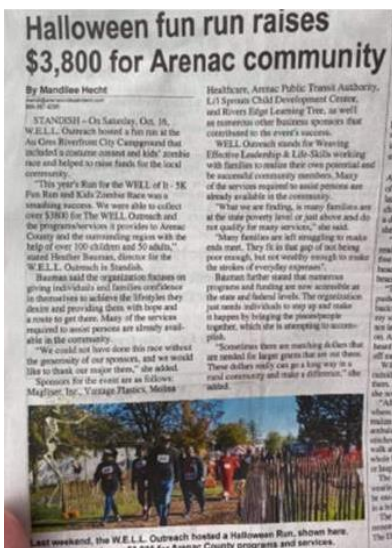 Halloween fun run raises
$3,800 for Arenac community
By Mandilee Hecht
STANDISH – On Saturday, Oct. 16,
W.E.L.L. Outreach hosted a fun run at the
Au Gres Riverfront City Campground that
included a costume contest and kids' zombie
race and helped to raise funds for the local
community.
"This year's Run for the WELL of It - 5K
Fun Run and Kids Zombie Race was a
smashing success. We were able to collect
over $3800 for The WELL Outreach and
the programs/services it provides to Arenac
County and the outstanding region with the
help of over 100 children and 50 adults,"
stated Heather Bauman, director for the
W.E.L.L. Outreach in Standish.
Bauman said the organization focuses on
giving individuals and families confidence
in themselves to achieve the lifestyles they
desire and providing them with hope and
a route to get there. Many of the services
required to assist persons are already avail-
able in the community.
"We could not have done this race without
the generosity of our sponsors, and we would
like to thank our major them," she added.
Sponsors for the event are as follows:
Magline, Inc., Vantage Plastics, Molina
Healthcare, Arenac Public Transit Authority,
Li'l Sprouts Child Development Center,
and Rivers Edge Learning Tree, as well
as numerous other business sponsors that
contributed to the event's success.
WELL Outreach stands for Weaving
Effective Leadership & Life-Skills working
with families to realize their own potential and
be successful community members. Many
of the services required to assist persons are
already available in the community.
"What we are finding, is many families are
at the state poverty level or just above and do
not qualify for many services," she said.
"Many families are left struggling to make
ends meet. They fit in that gap of not being
poor enough, but not wealthy enough to make
the strokes of everyday expenses".
Bauman further stated that numerous
programs and funding are now accessible as
the state and federal levels. The organization
just needs individuals to step up and make
it happen by bringing the pieces/people
together, which she is attempting to accom-
plish.
"Sometimes there are matching dollars that
are needed for larger grants that are out there.
These dollars really can go a long way in a
rural community and make a difference," she
added.
Last weekend, the W.E.L.L. Outreach hosted a Halloween Run, shown here.
for Arenac County programs and services.